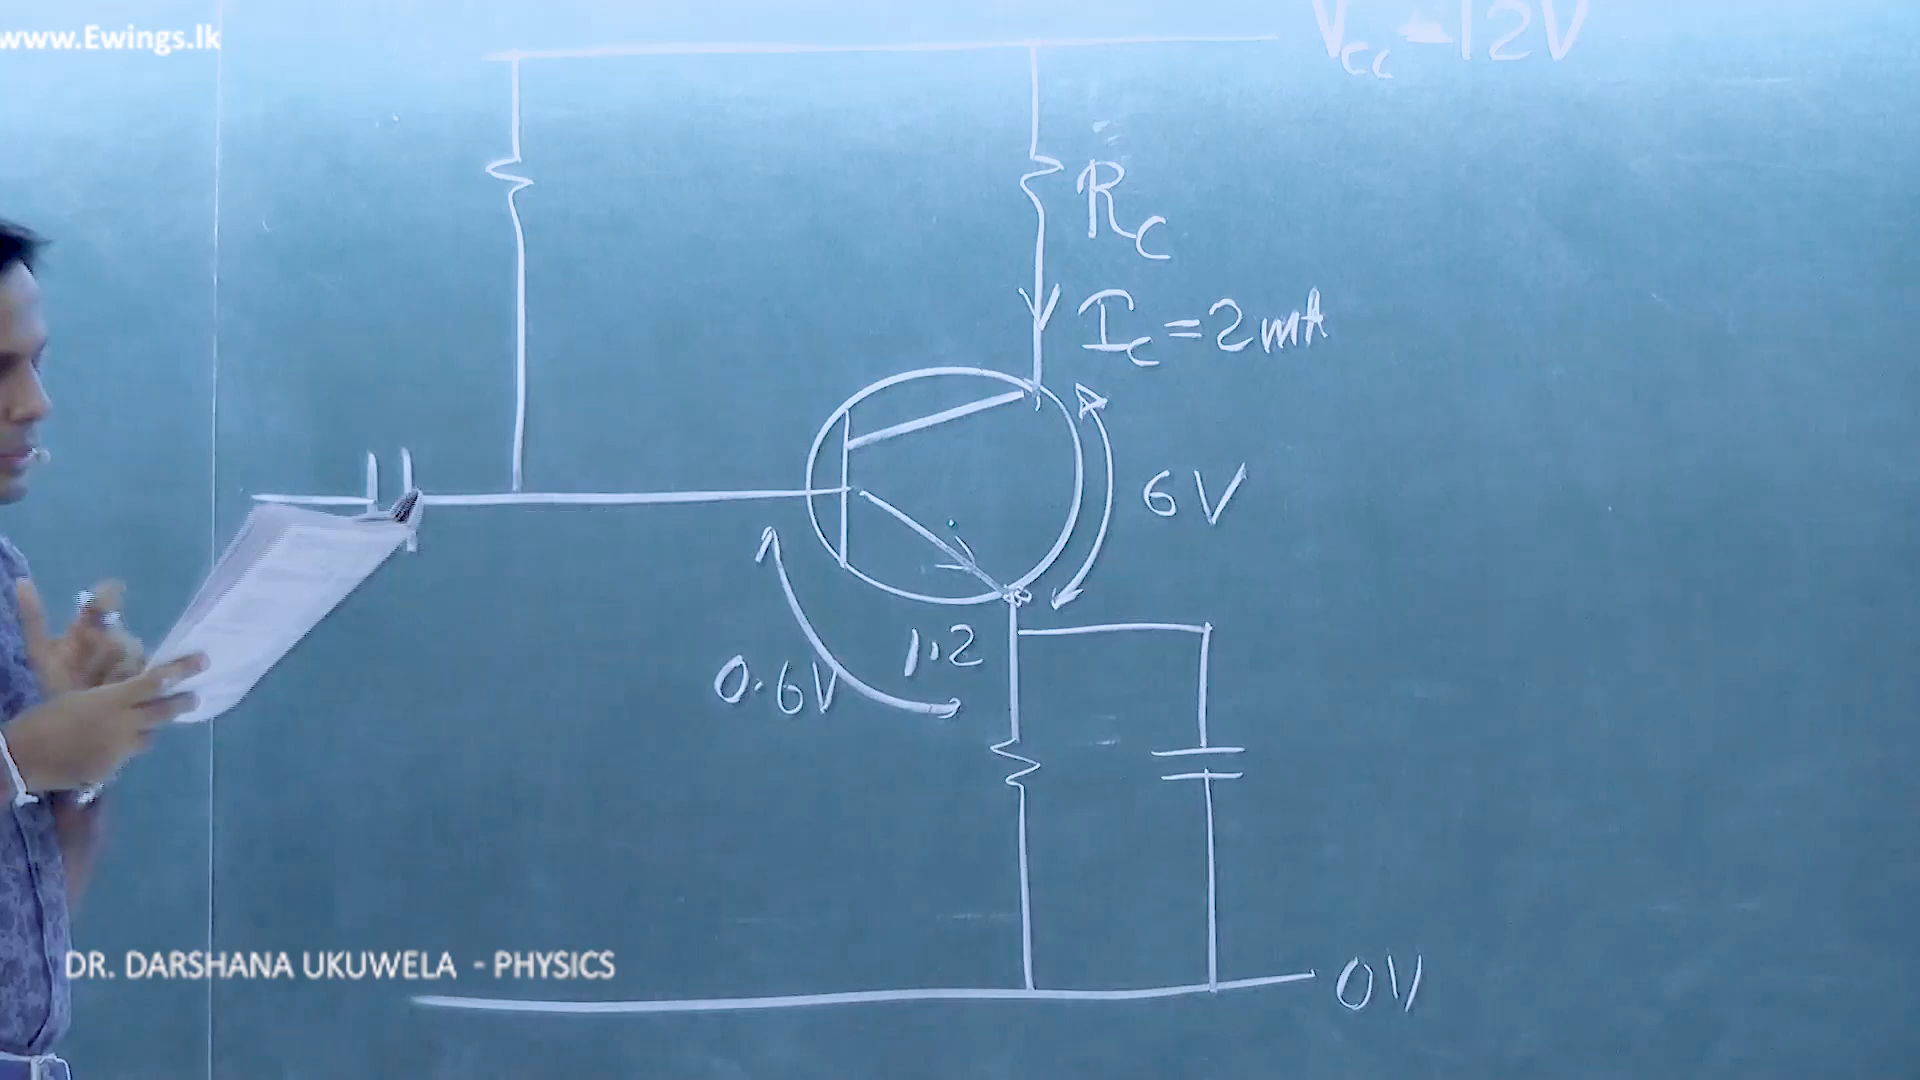 www.Ewings.lk
Vcc = 12V
Rc
Ic = 2mA
6V
1.2
0.6V
DR. DARSHANA UKUWELA - PHYSICS
0V